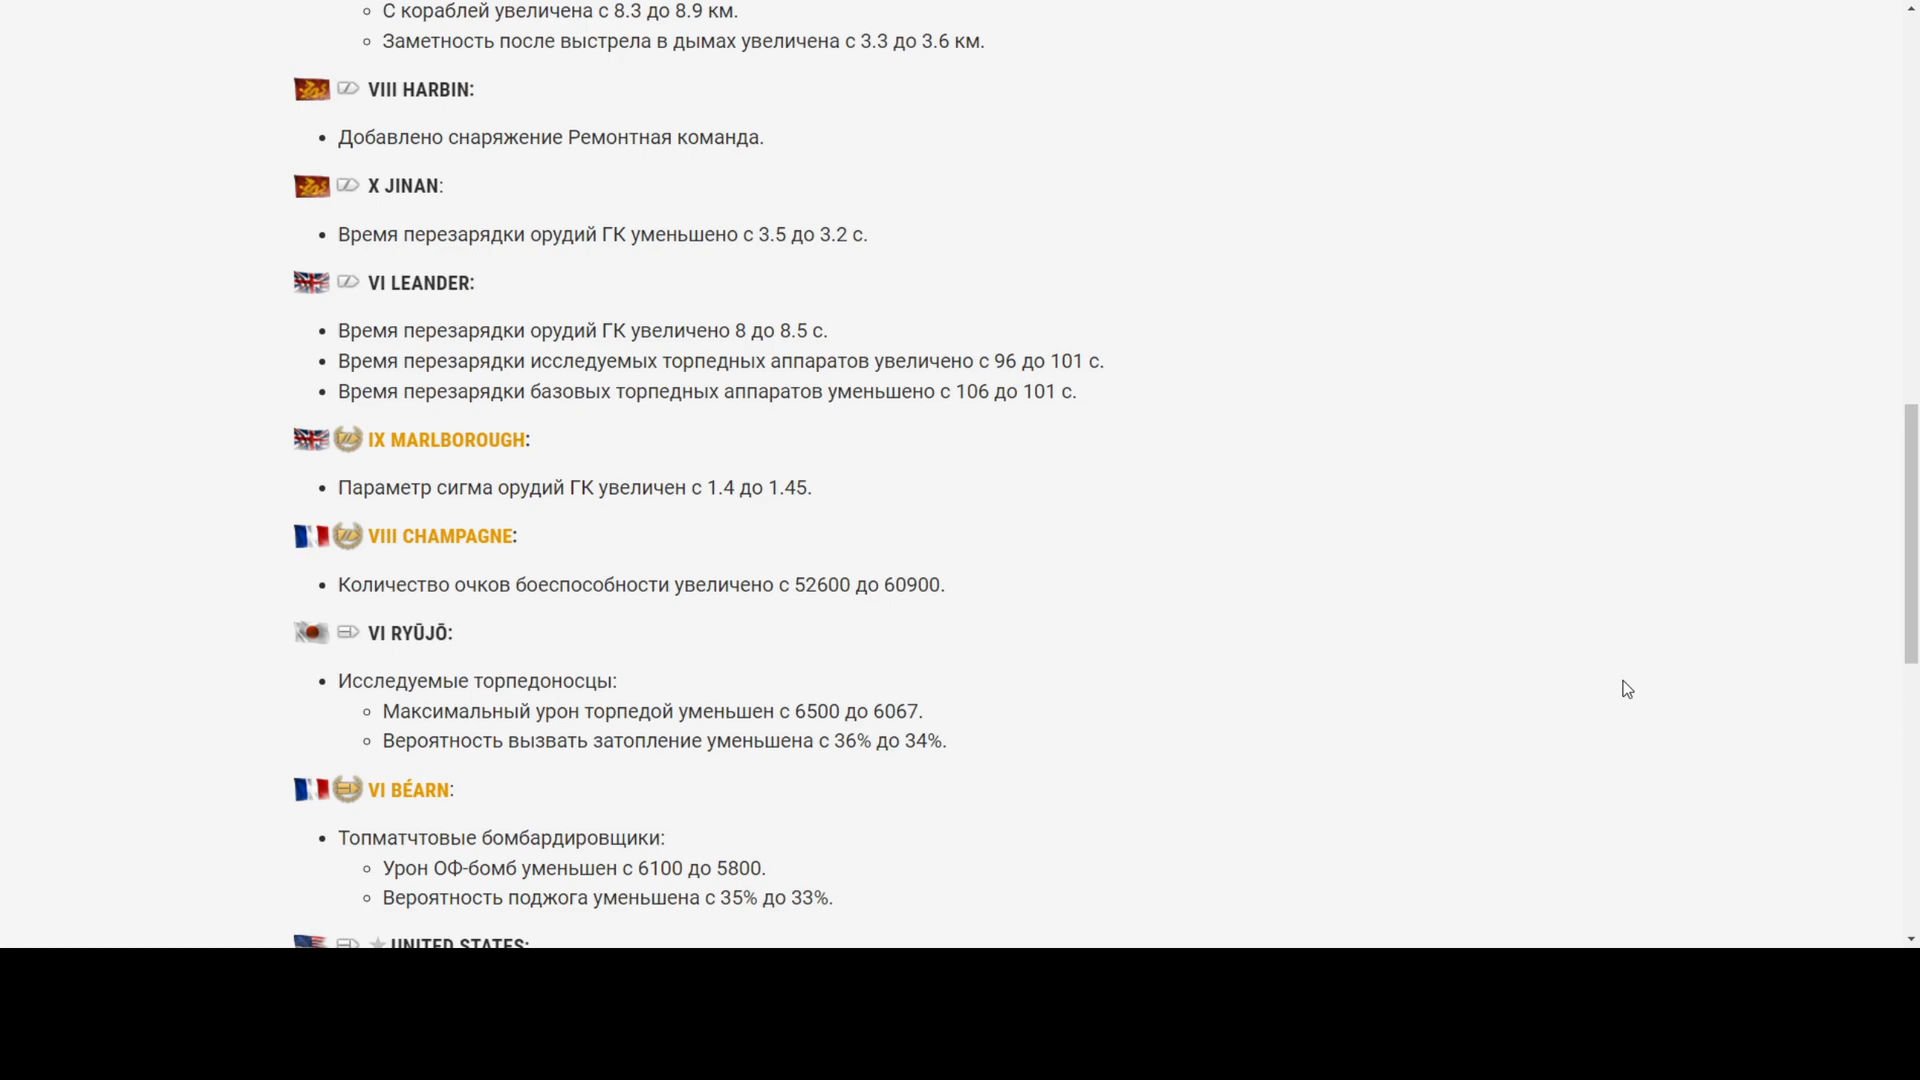 С кораблей увеличена с 8.3 до 8.9 км.
Заметность после выстрела в дымах увеличена с 3.3 до 3.6 км.
VIII HARBIN:
Добавлено снаряжение Ремонтная команда.
X JINAN:
Время перезарядки орудий ГК уменьшено с 3.5 до 3.2 с.
VI LEANDER:
Время перезарядки орудий ГК увеличено 8 до 8.5 с.
Время перезарядки исследуемых торпедных аппаратов увеличено с 96 до 101 с.
Время перезарядки базовых торпедных аппаратов уменьшено с 106 до 101 с.
IX MARLBOROUGH:
Параметр сигма орудий ГК увеличен с 1.4 до 1.45.
VIII CHAMPAGNE:
Количество очков боеспособности увеличено с 52600 до 60900.
VI RYŪJŌ:
Исследуемые торпедоносцы:
Максимальный урон торпедой уменьшен с 6500 до 6067.
Вероятность вызвать затопление уменьшена с 36% до 34%.
VI BÉARN:
Топматчтовые бомбардировщики:
Урон ОФ-бомб уменьшен с 6100 до 5800.
Вероятность поджога уменьшена с 35% до 33%.
UNITED STATES: